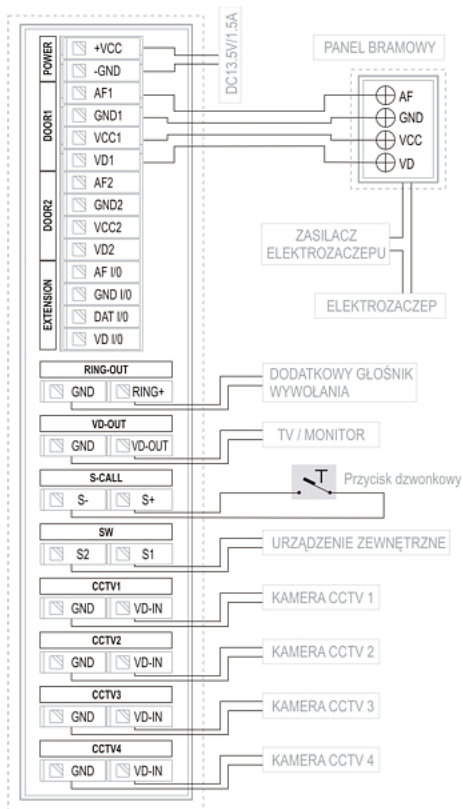 POWER
+VCC
-GND
DC13.5V/1.5A
DOOR1
AF1
GND1
VCC1
VD1
DOOR2
AF2
GND2
VCC2
VD2
EXTENSION
AF I/0
GND I/0
DAT I/0
VD I/0
PANEL BRAMOWY
AF
GND
VCC
VD
ZASILACZ
ELEKTROZACZEPU
ELEKTROZACZEP
RING-OUT
GND RING+
DODATKOWY GŁOŚNIK
WYWOŁANIA
VD-OUT
GND VD-OUT
TV / MONITOR
S-CALL
S- S+
T Przycisk dzwonkowy
SW
S2 S1
URZĄDZENIE ZEWNĘTRZNE
CCTV1
GND VD-IN
KAMERA CCTV 1
CCTV2
GND VD-IN
KAMERA CCTV 2
CCTV3
GND VD-IN
KAMERA CCTV 3
CCTV4
GND VD-IN
KAMERA CCTV 4